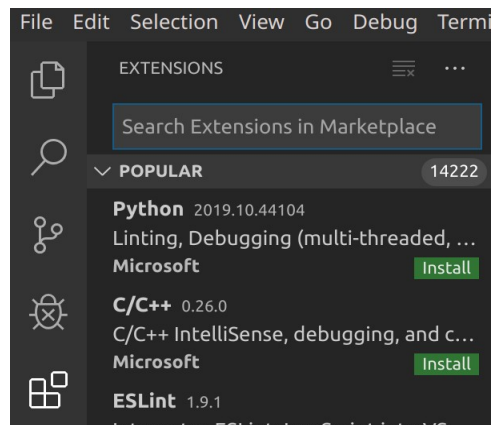 File Edit Selection View Go Debug Termi
EXTENSIONS
Search Extensions in Marketplace
POPULAR 14222
Python 2019.10.44104
Linting, Debugging (multi-threaded, ...
Microsoft Install
C/C++ 0.26.0
C/C++ IntelliSense, debugging, and c...
Microsoft Install
ESLint 1.9.1